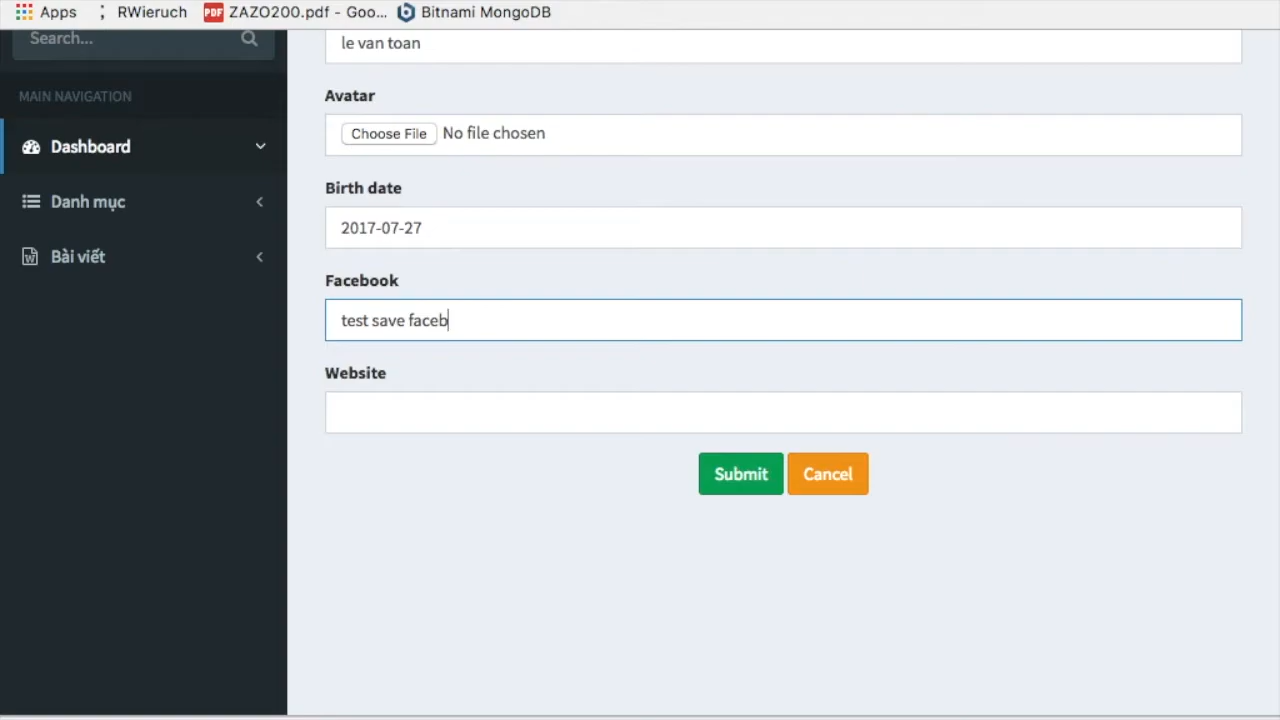 Apps ; RWieruch PDF ZAZO200.pdf - Goo... Bitnami MongoDB
Search...
MAIN NAVIGATION
Dashboard
Danh mục
Bài viết
le van toan
Avatar
Choose File No file chosen
Birth date
2017-07-27
Facebook
test save faceb
Website
Submit Cancel